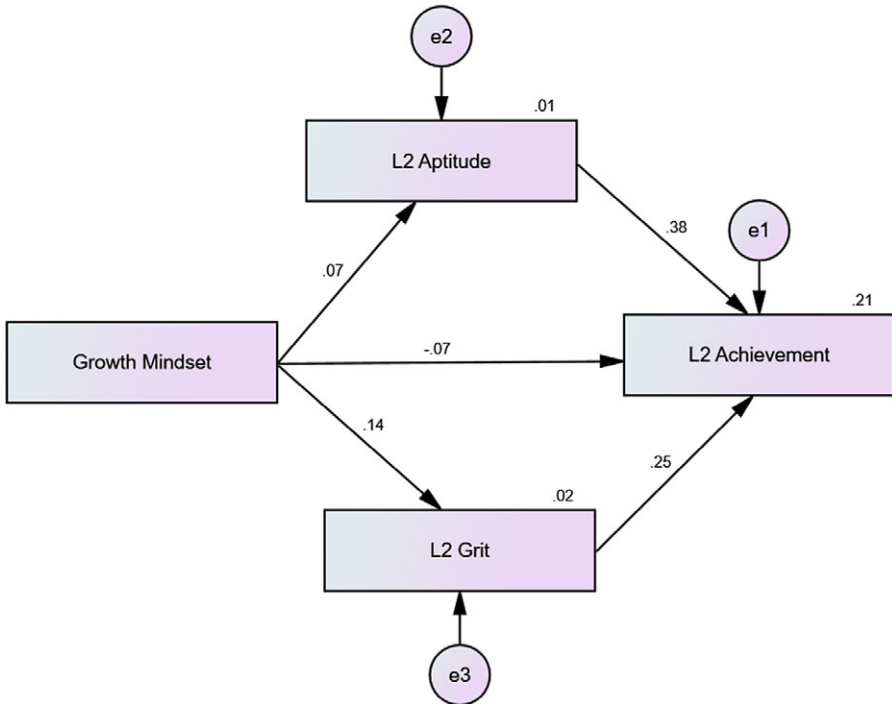 e2
.01
L2 Aptitude
e1
.38
.07
.21
Growth Mindset
-.07
L2 Achievement
.14
.25
.02
L2 Grit
e3